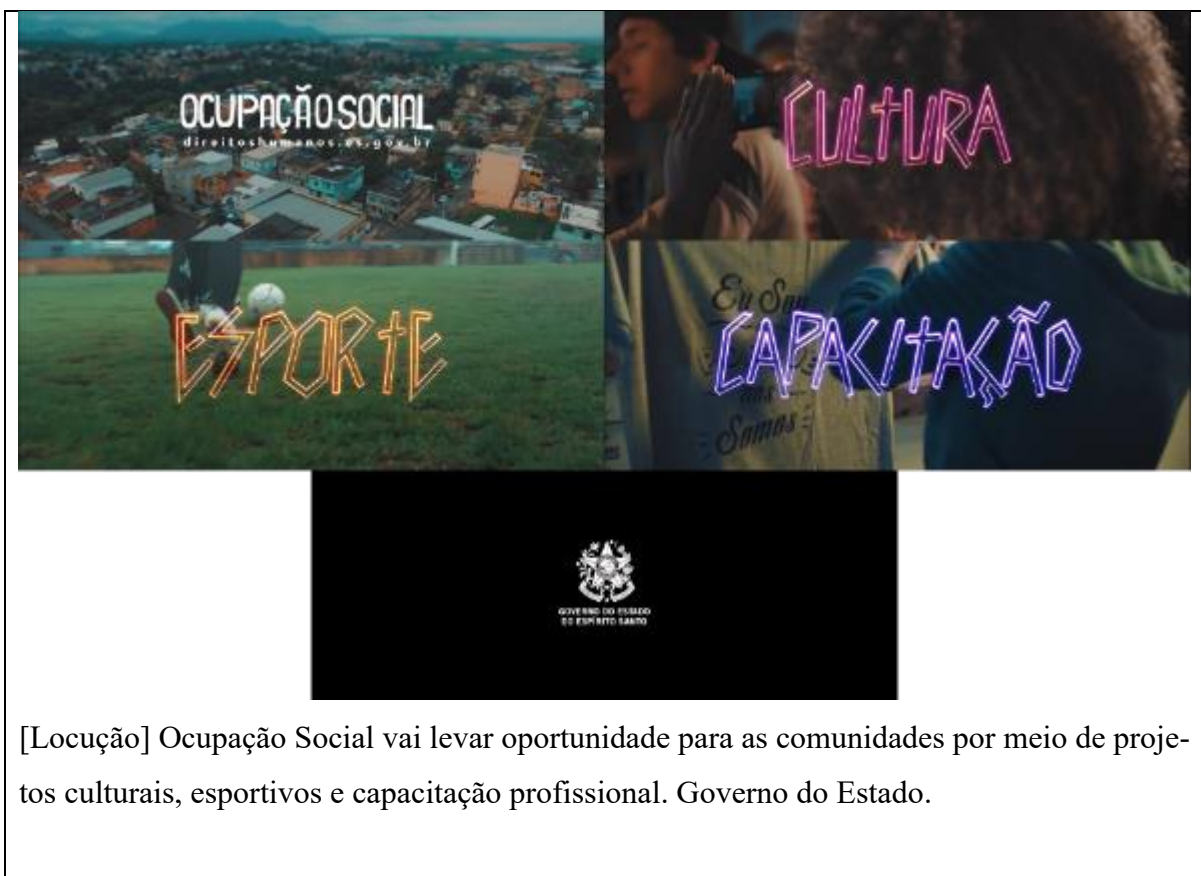 OCUPAÇÃO SOCIAL
direitoshumanos.es.gov.br
CULTURA
ESPORTE
Eu Sou
nós
Somos
CAPACITAÇÃO
GOVERNO DO ESTADO
DO ESPÍRITO SANTO
[Locução] Ocupação Social vai levar oportunidade para as comunidades por meio de proje-
tos culturais, esportivos e capacitação profissional. Governo do Estado.